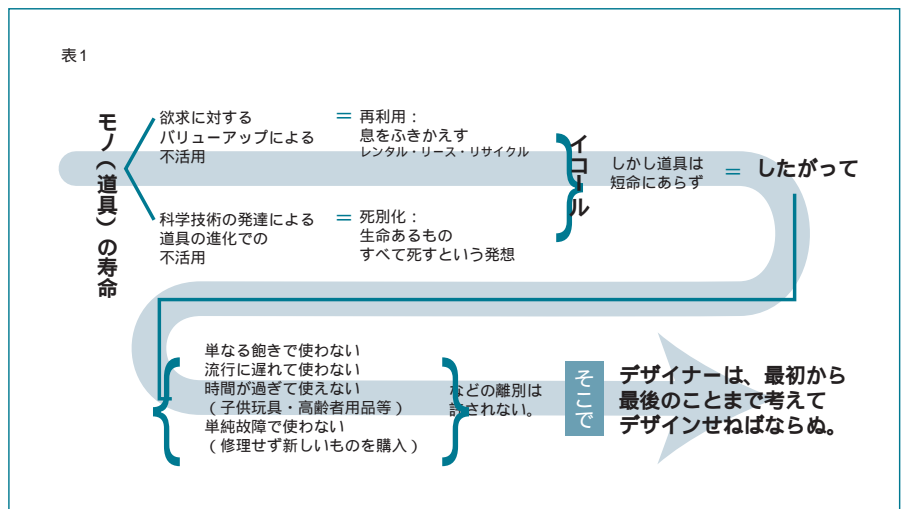 表1
モノ（道具）の寿命
欲求に対する
バリューアップによる
不活用
＝
再利用：
息をふきかえす
レンタル・リース・リサイクル
科学技術の発達による
道具の進化での
不活用
＝
死別化：
生命あるもの
すべて死すという発想
イコール
しかし道具は
短命にあらず
＝
したがって
単なる飽きで使わない
流行に遅れて使わない
時間が過ぎて使えない
（子供玩具・高齢者用品等）
単純故障で使わない
（修理せず新しいものを購入）
などの離別は
許されない。
そこで
デザイナーは、最初から
最後のことまで考えて
デザインせねばならぬ。